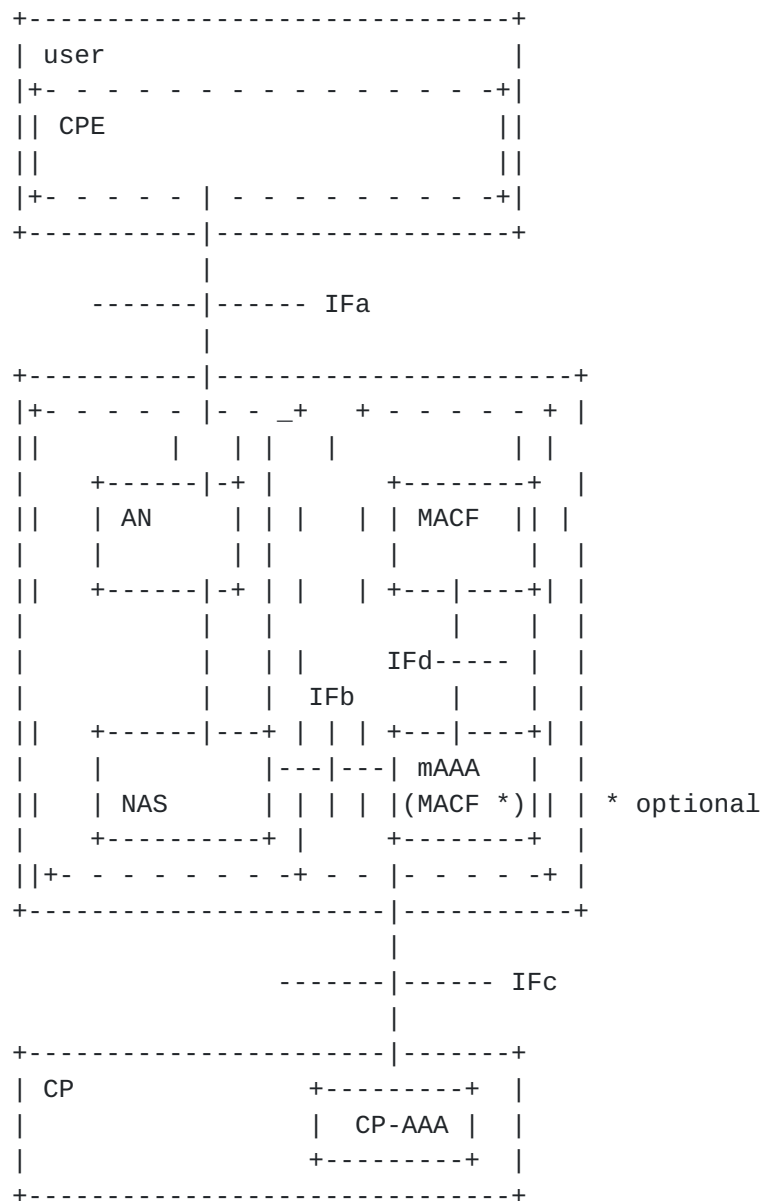 user
CPE
IFa
AN MACF
IFd
IFb
mAAA
NAS (MACF *) * optional
IFc
CP
CP-AAA